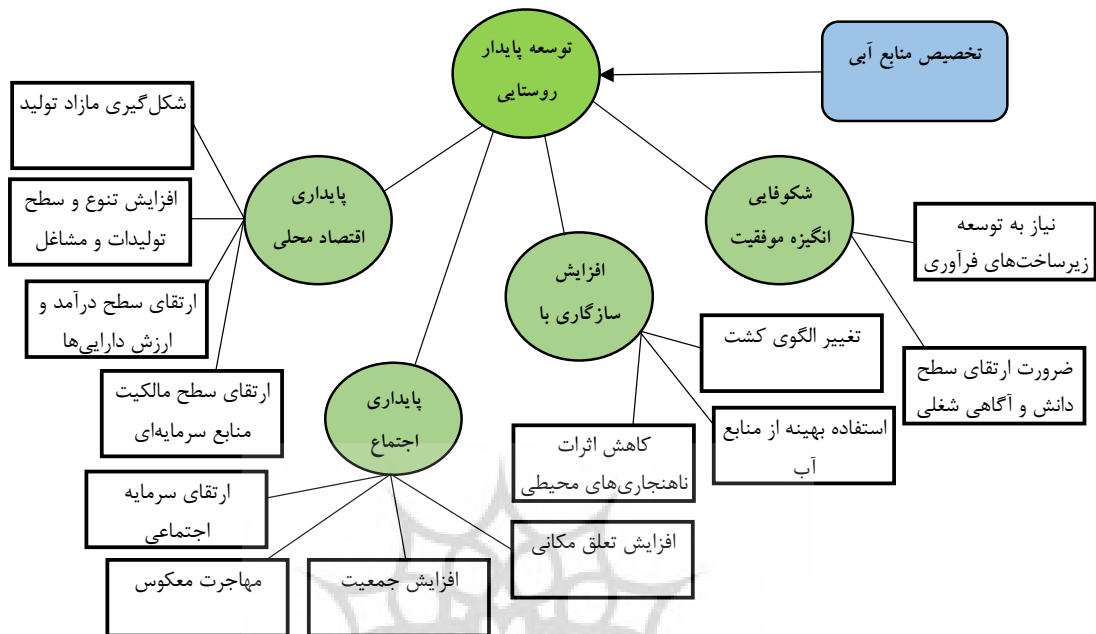 تخصیص منابع آبی
توسعه پایدار
روستایی
شکوفایی
انگیزه موفقیت
نیاز به توسعه
زیرساخت‌های فرآوری
ضرورت ارتقای سطح
دانش و آگاهی شغلی
افزایش
سازگاری با
تغییر الگوی کشت
استفاده بهینه از منابع
آب
کاهش اثرات
ناهنجاری‌های محیطی
پایداری
اجتماع
افزایش تعلق مکانی
افزایش جمعیت
مهاجرت معکوس
ارتقای سرمایه
اجتماعی
پایداری
اقتصاد محلی
شکل‌گیری مازاد تولید
افزایش تنوع و سطح
تولیدات و مشاغل
ارتقای سطح درآمد و
ارزش دارایی‌ها
ارتقای سطح مالکیت
منابع سرمایه‌ای